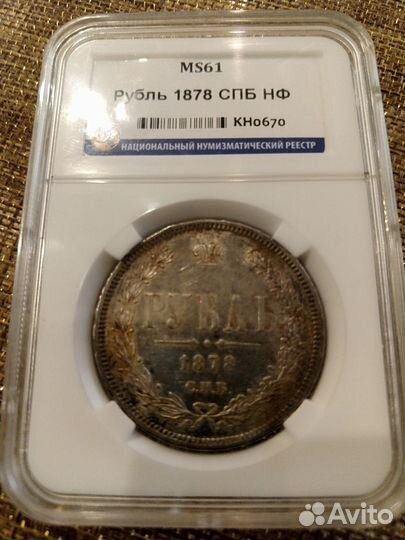 MS61
Рубль 1878 СПБ НФ
KH0670
НАЦИОНАЛЬНЫЙ НУМИЗМАТИЧЕСКИЙ РЕЕСТР
РУБЛЬ
1878
С.П.Б.
Avito